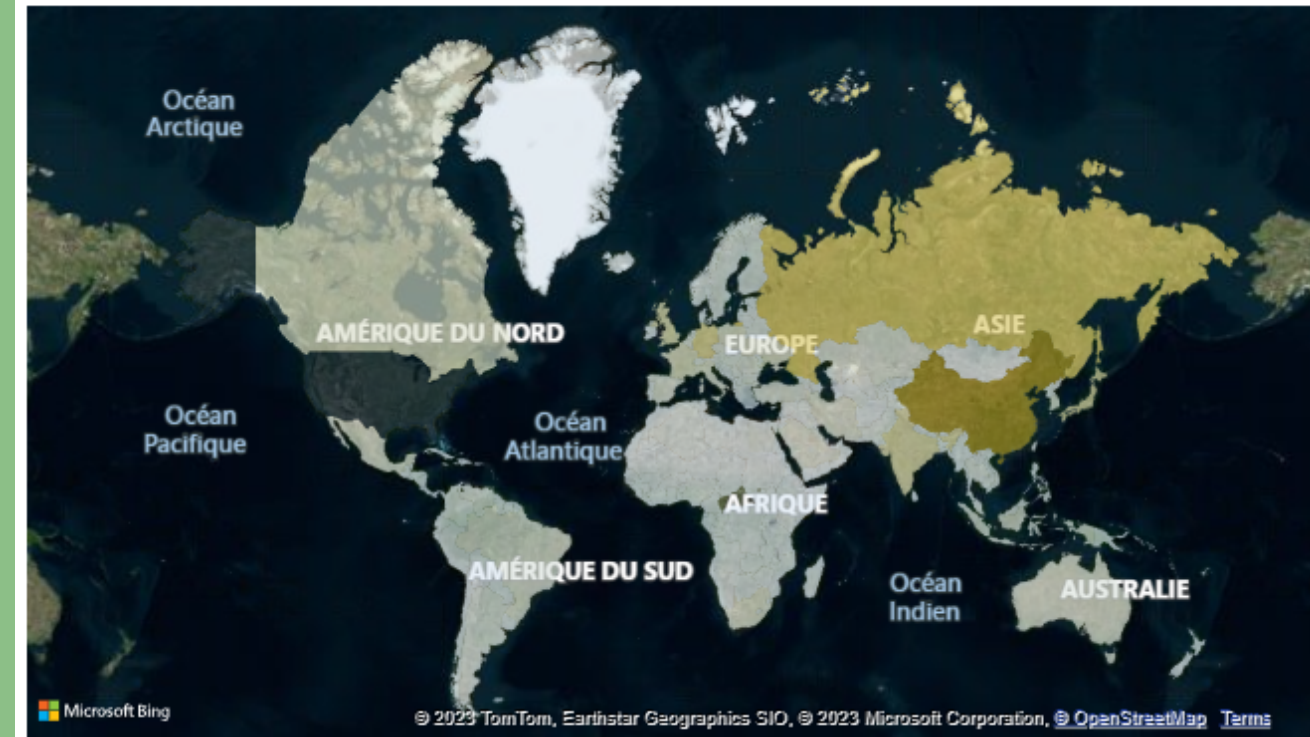 Océan
Arctique
AMÉRIQUE DU NORD
ASIE
EUROPE
Océan
Pacifique
Océan
Atlantique
AFRIQUE
AMÉRIQUE DU SUD
Océan
Indien
AUSTRALIE
Microsoft Bing
© 2023 TomTom, Earthstar Geographics SIO, © 2023 Microsoft Corporation, © OpenStreetMap Terms